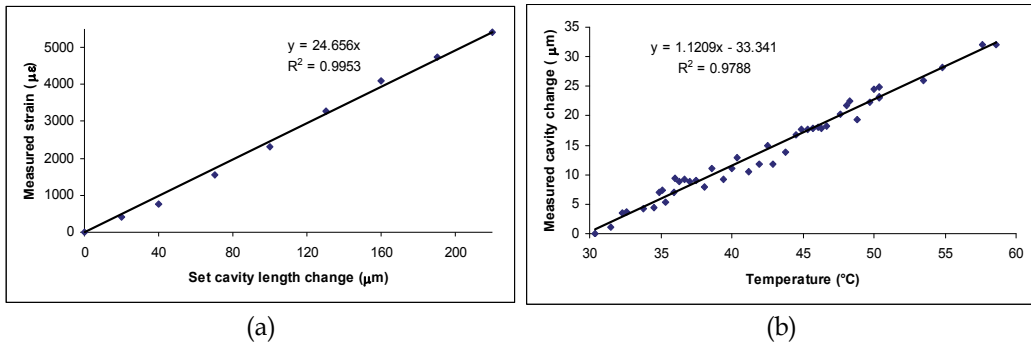 Measured strain (με)
5000
4000
3000
2000
1000
0
y = 24.656x
R² = 0.9953
0 40 80 120 160 200
Set cavity length change (μm)
(a)
Measured cavity change ( μm)
35
30
25
20
15
10
5
0
y = 1.1209x - 33.341
R² = 0.9788
30 35 40 45 50 55 60
Temperature (°C)
(b)